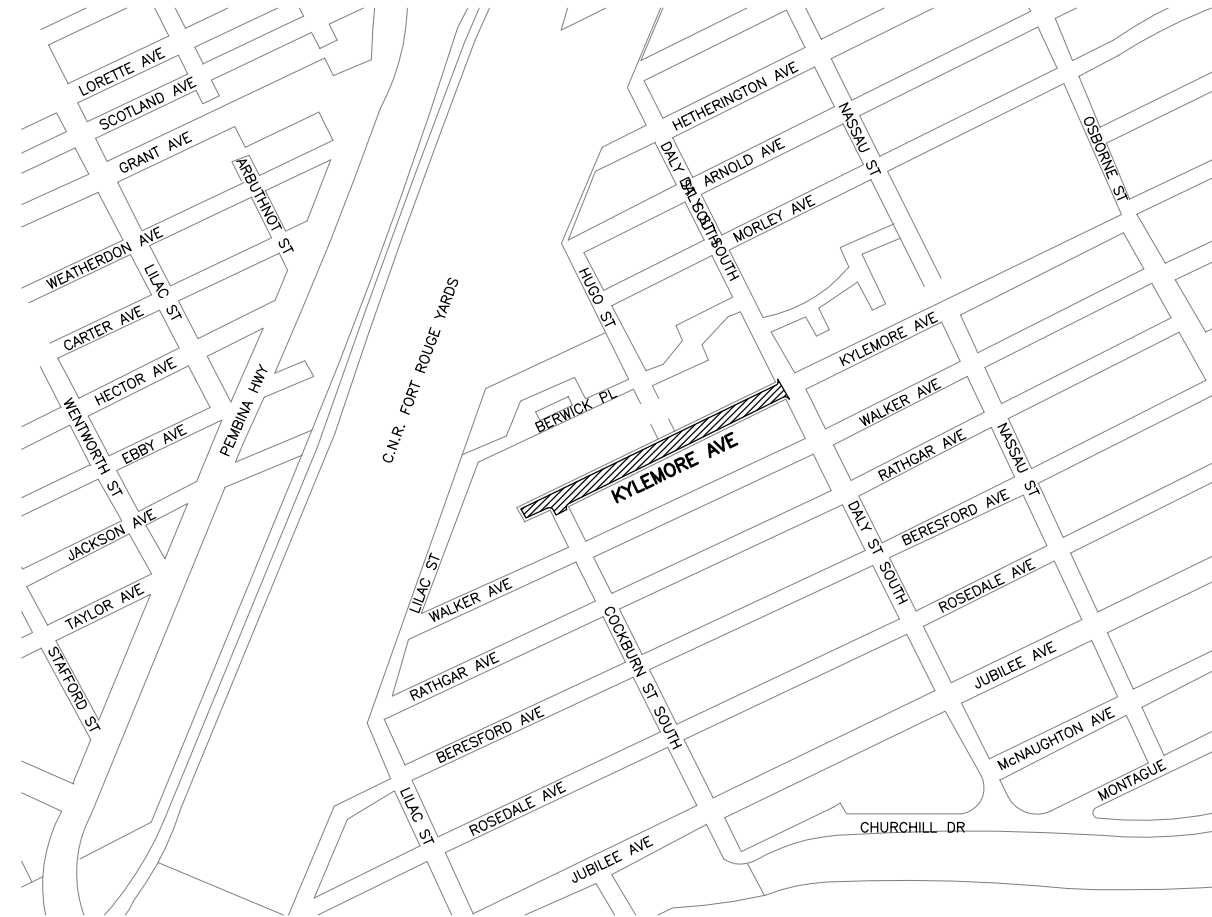 LORETTE AVE
SCOTLAND AVE
GRANT AVE
ARBUTHNOT ST
WEATHERDON AVE
LILAC ST
CARTER AVE
HECTOR AVE
WENTWORTH ST
EBBY AVE
PEMBINA HWY
JACKSON AVE
TAYLOR AVE
STAFFORD ST
C.N.R. FORT ROUGE YARDS
HETHERINGTON AVE
NASSAU ST
OSBORNE ST
DALY
ARNOLD AVE
SOUTH
MORLEY AVE
HUGO ST
KYLEMORE AVE
BERWICK PL
KYLEMORE AVE
WALKER AVE
RATHGAR AVE
NASSAU ST
BERESFORD AVE
DALY ST SOUTH
ROSEDALE AVE
LILAC ST
WALKER AVE
COCKBURN ST SOUTH
RATHGAR AVE
JUBILEE AVE
BERESFORD AVE
McNAUGHTON AVE
MONTAGUE
LILAC ST
ROSEDALE AVE
CHURCHILL DR
JUBILEE AVE